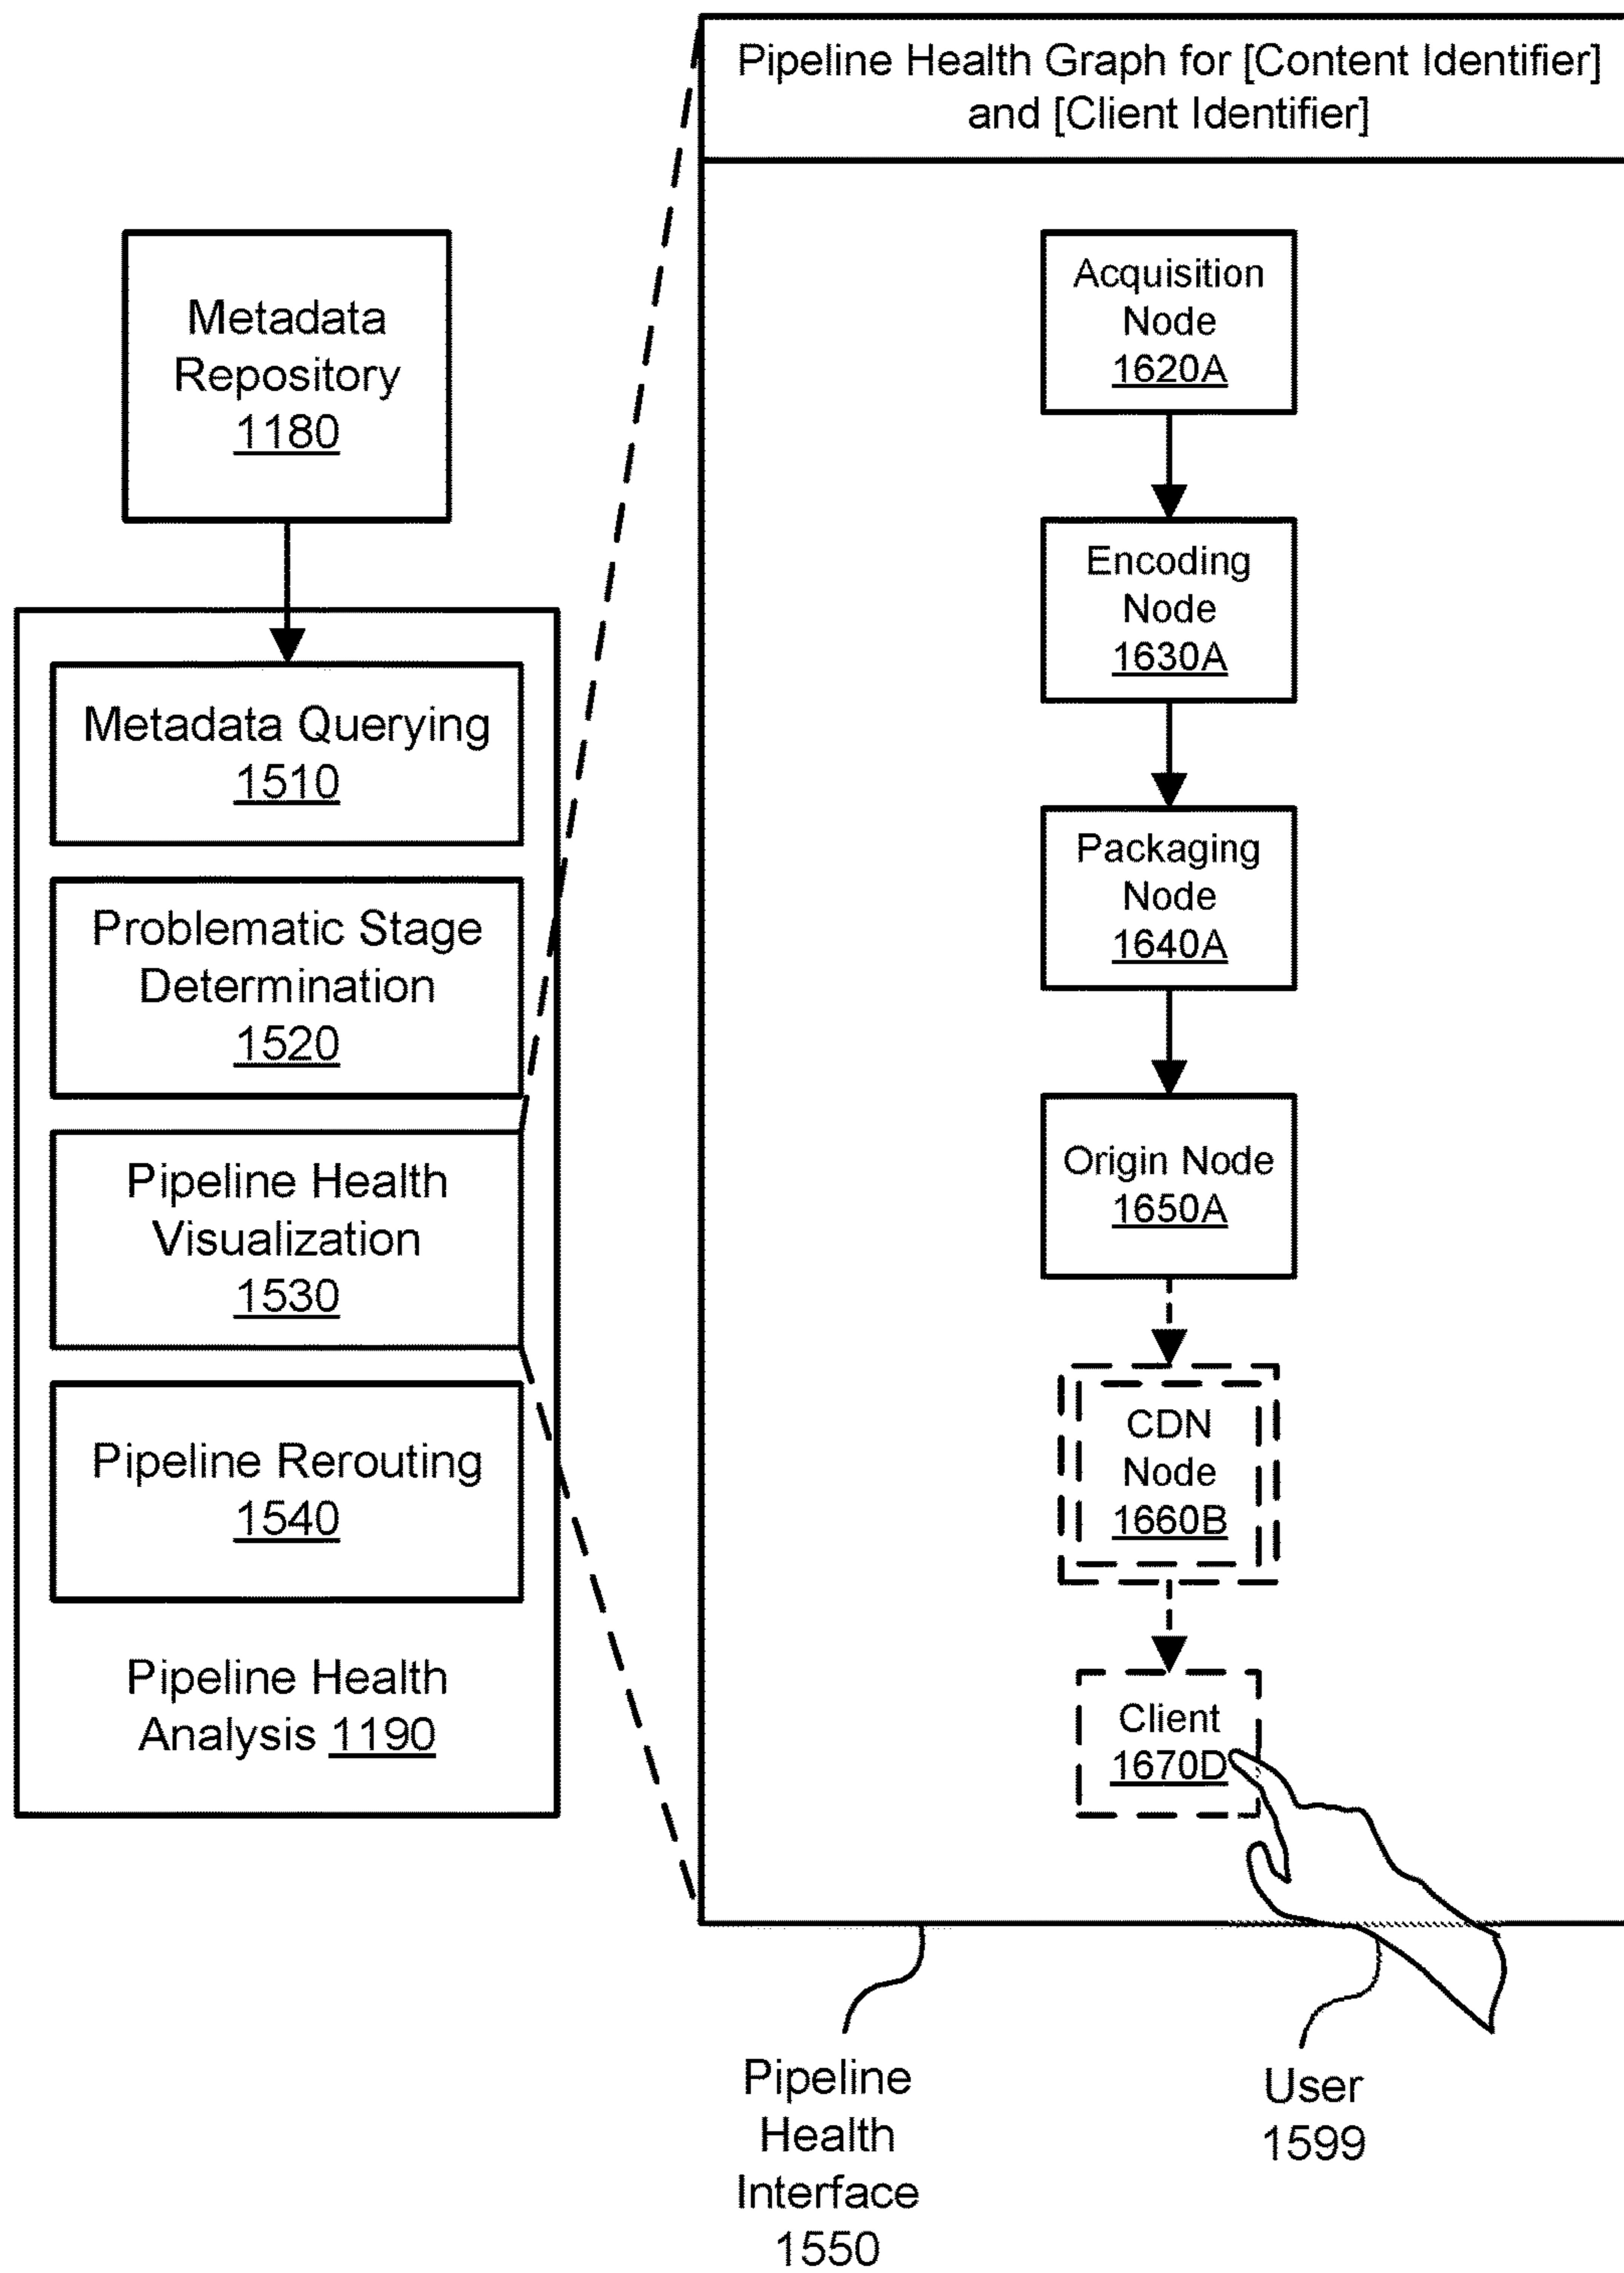 Pipeline Health Graph for [Content Identifier]
and [Client Identifier]
Metadata
Repository
1180
Metadata Querying
1510
Problematic Stage
Determination
1520
Pipeline Health
Visualization
1530
Pipeline Rerouting
1540
Pipeline Health
Analysis 1190
Acquisition
Node
1620A
Encoding
Node
1630A
Packaging
Node
1640A
Origin Node
1650A
CDN
Node
1660B
Client
1670D
Pipeline
Health
Interface
1550
User
1599